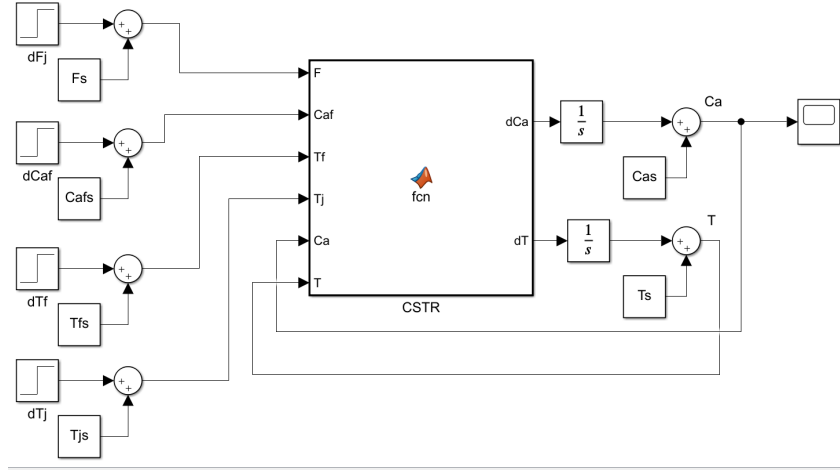 dFj
Fs
dCaf
Cafs
dTf
Tfs
dTj
Tjs
F
Caf
Tf
Tj
Ca
T
fcn
dCa
dT
CSTR
1
s
1
s
Cas
Ts
Ca
T